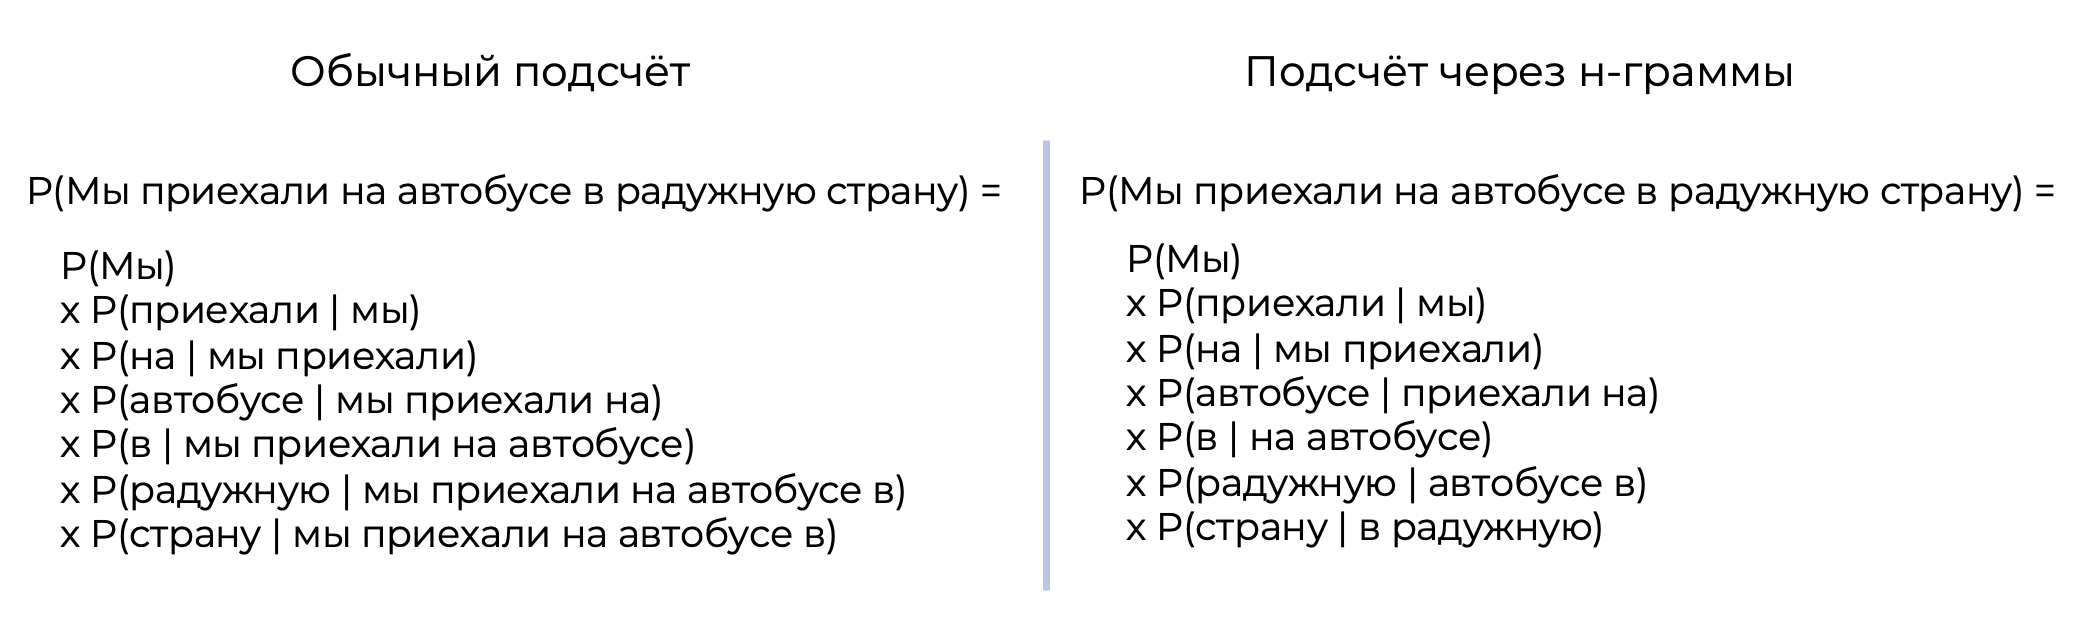 Обычный подсчёт
P(Мы приехали на автобусе в радужную страну) =
P(Мы)
x P(приехали | мы)
x P(на | мы приехали)
x P(автобусе | мы приехали на)
x P(в | мы приехали на автобусе)
x P(радужную | мы приехали на автобусе в)
x P(страну | мы приехали на автобусе в)
Подсчёт через н-граммы
P(Мы приехали на автобусе в радужную страну) =
P(Мы)
x P(приехали | мы)
x P(на | мы приехали)
x P(автобусе | приехали на)
x P(в | на автобусе)
x P(радужную | автобусе в)
x P(страну | в радужную)